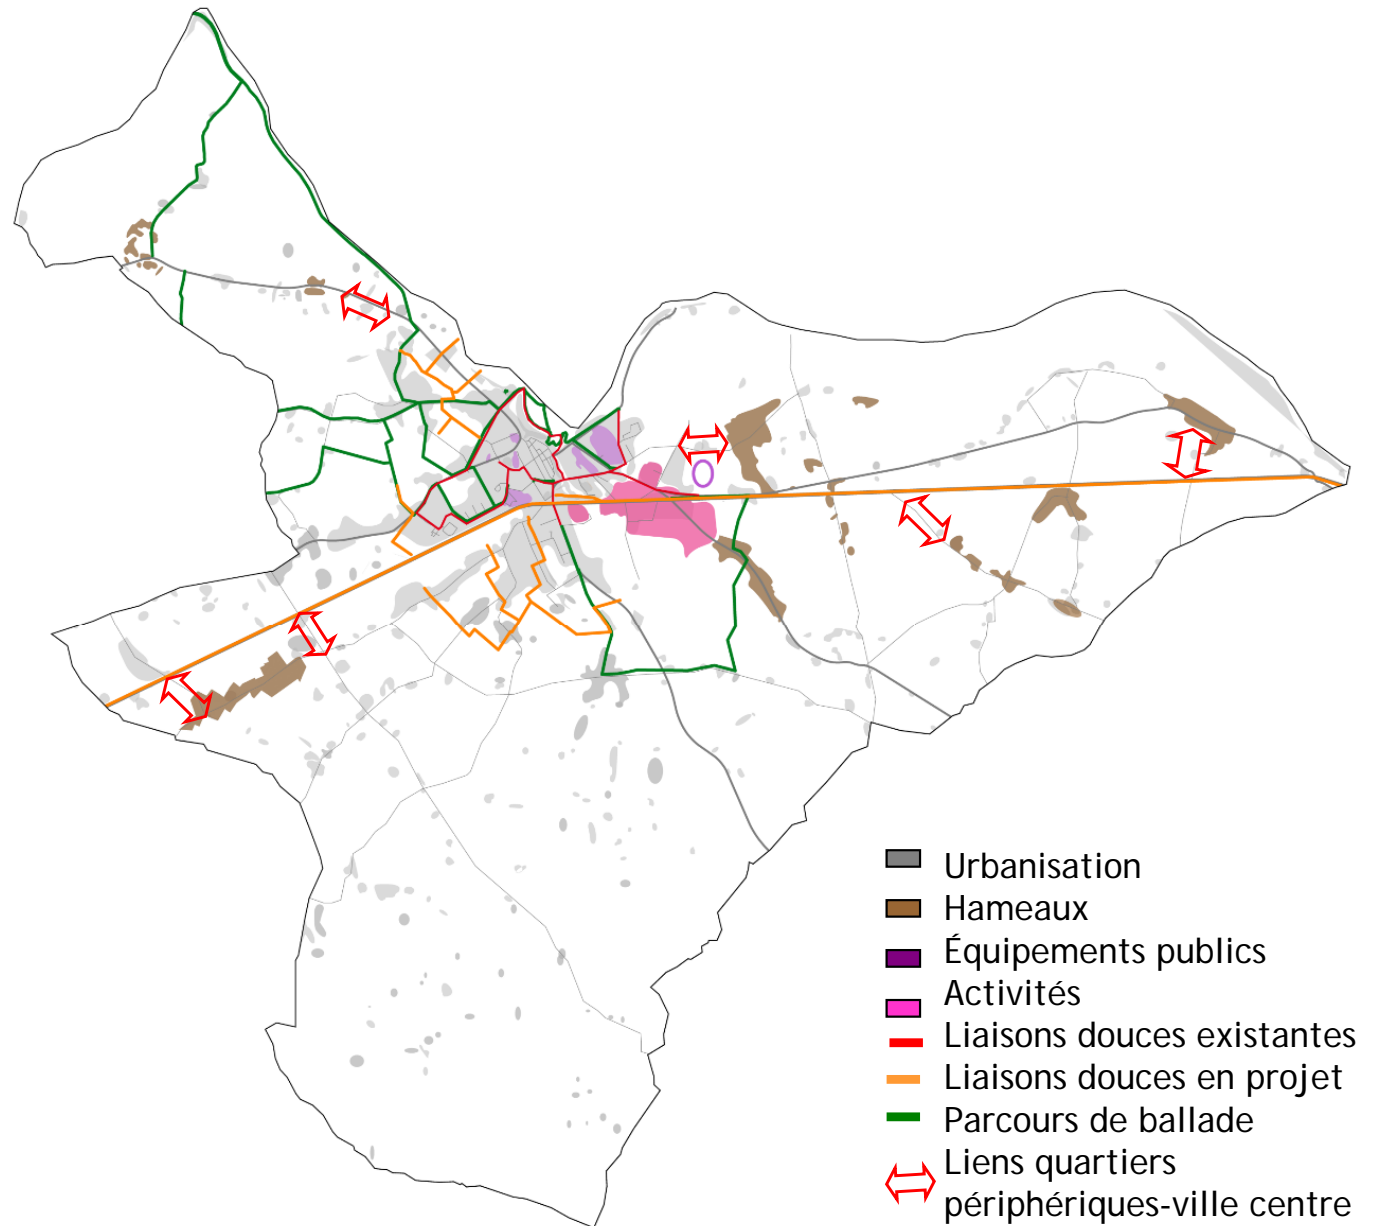 Urbanisation
Hameaux
Équipements publics
Activités
Liaisons douces existantes
Liaisons douces en projet
Parcours de ballade
Liens quartiers
périphériques-ville centre